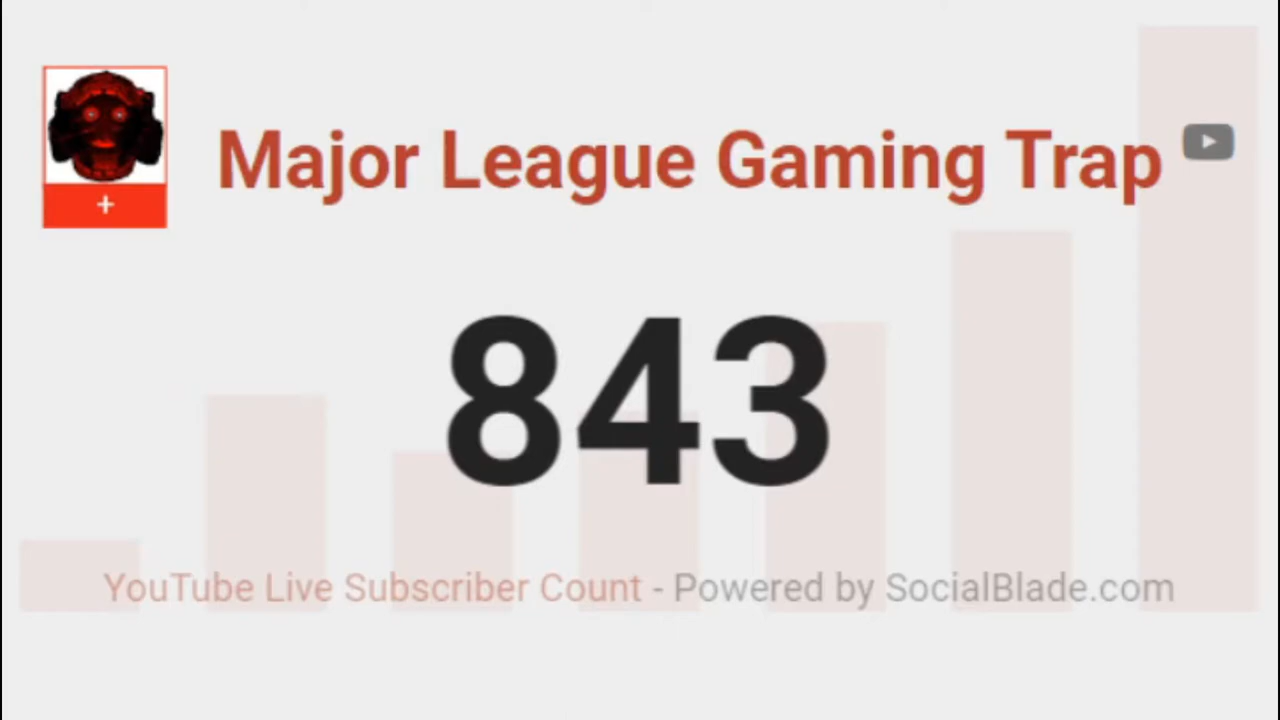 Major League Gaming Trap
+
843
YouTube Live Subscriber Count - Powered by SocialBlade.com